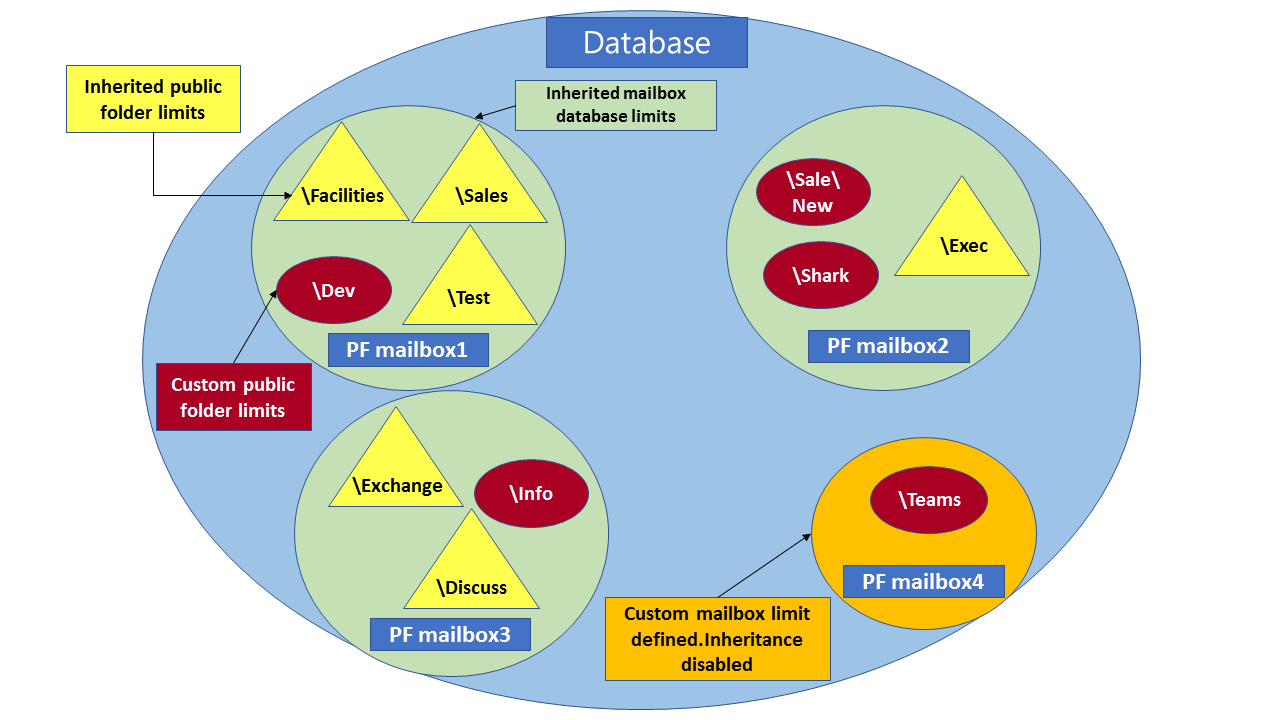 Database
Inherited public
folder limits
Inherited mailbox
database limits
\Facilities
\Sales
\Dev
\Test
PF mailbox1
\Sale\
New
\Exec
\Shark
PF mailbox2
Custom public
folder limits
\Exchange
\Info
\Discuss
PF mailbox3
\Teams
PF mailbox4
Custom mailbox limit
defined.Inheritance
disabled